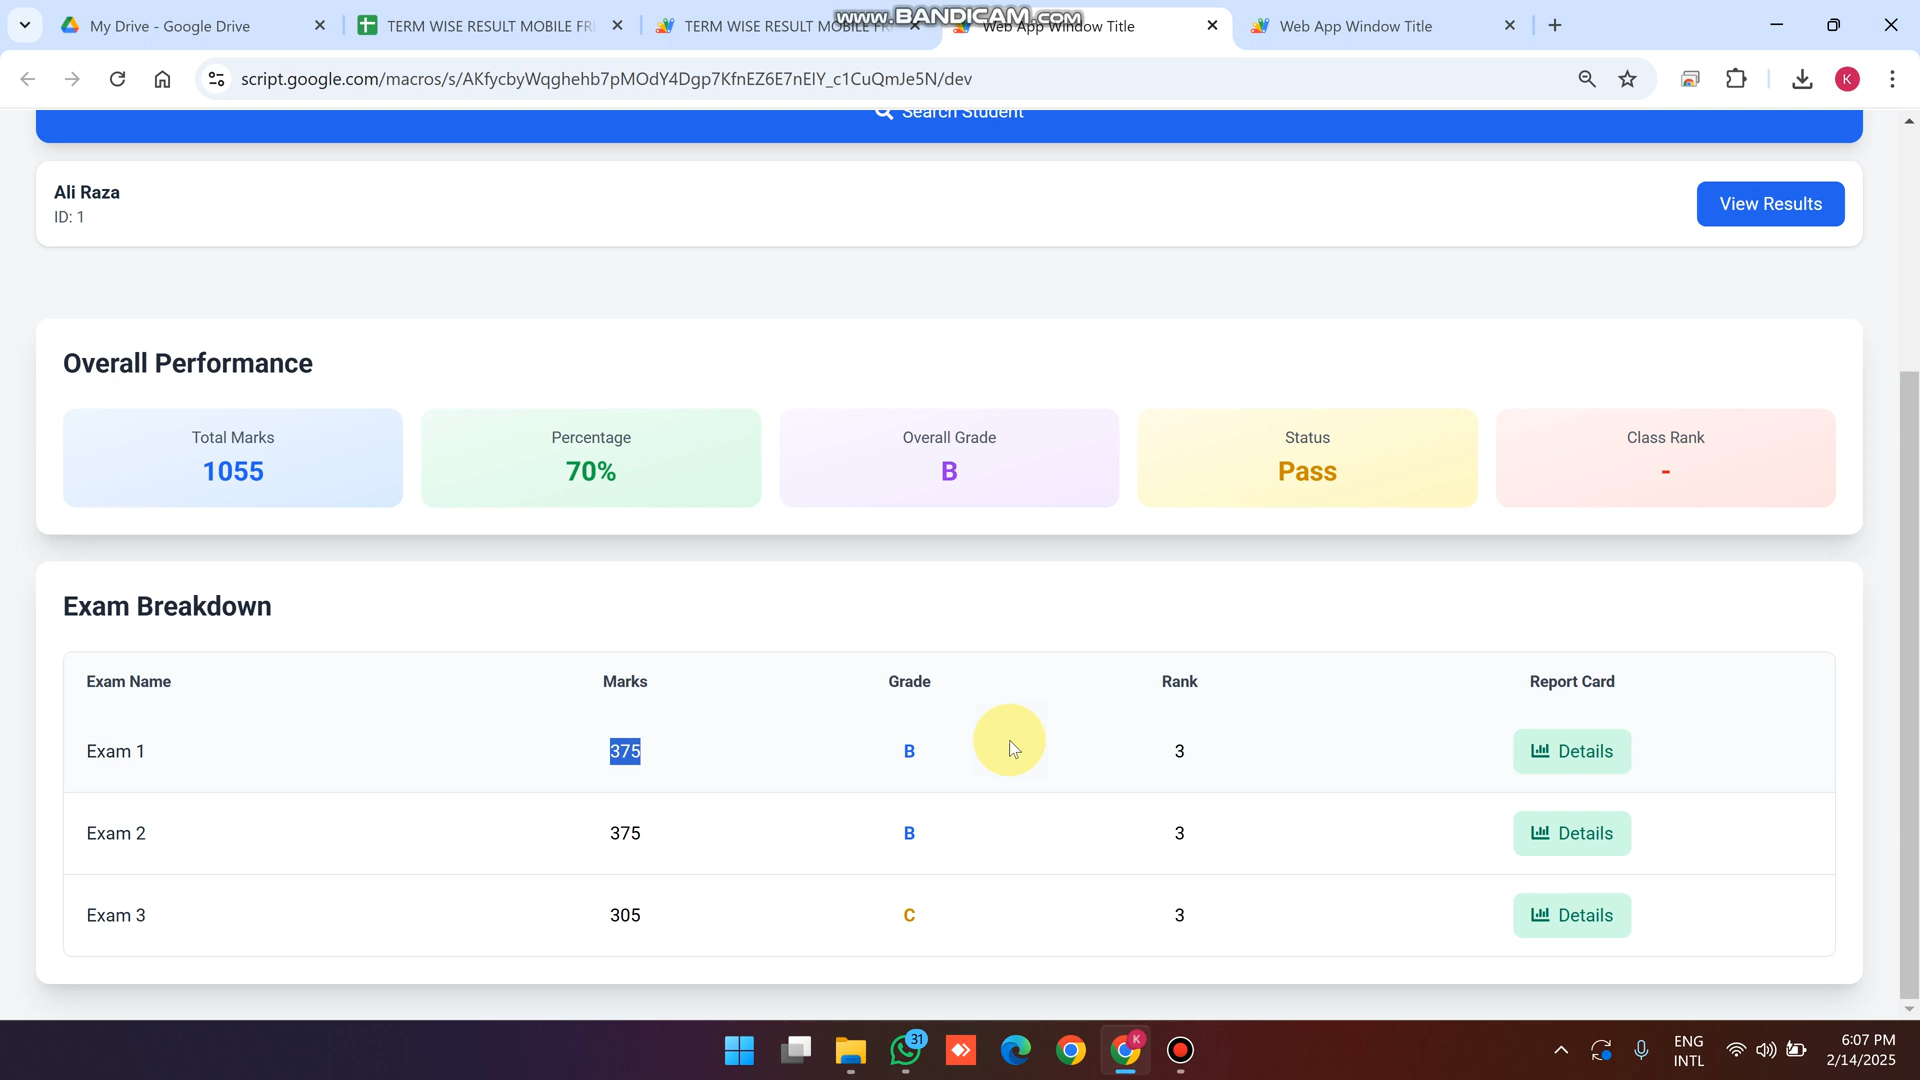 My Drive - Google Drive
TERM WISE RESULT MOBILE FRI
TERM WISE RESULT MOBILE FR
Web App Window Title
Web App Window Title
www.BANDICAM.com
script.google.com/macros/s/AKfycbyWqghehb7pMOdY4Dgp7KfnEZ6E7nEIY_c1CuQmJe5N/dev
K
Search Student
Ali Raza
ID: 1
View Results
Overall Performance
Total Marks
1055
Percentage
70%
Overall Grade
B
Status
Pass
Class Rank
-
Exam Breakdown
Exam Name Marks Grade Rank Report Card
Exam 1 375 B 3 Details
Exam 2 375 B 3 Details
Exam 3 305 C 3 Details
31
K
ENG
INTL
6:07 PM
2/14/2025